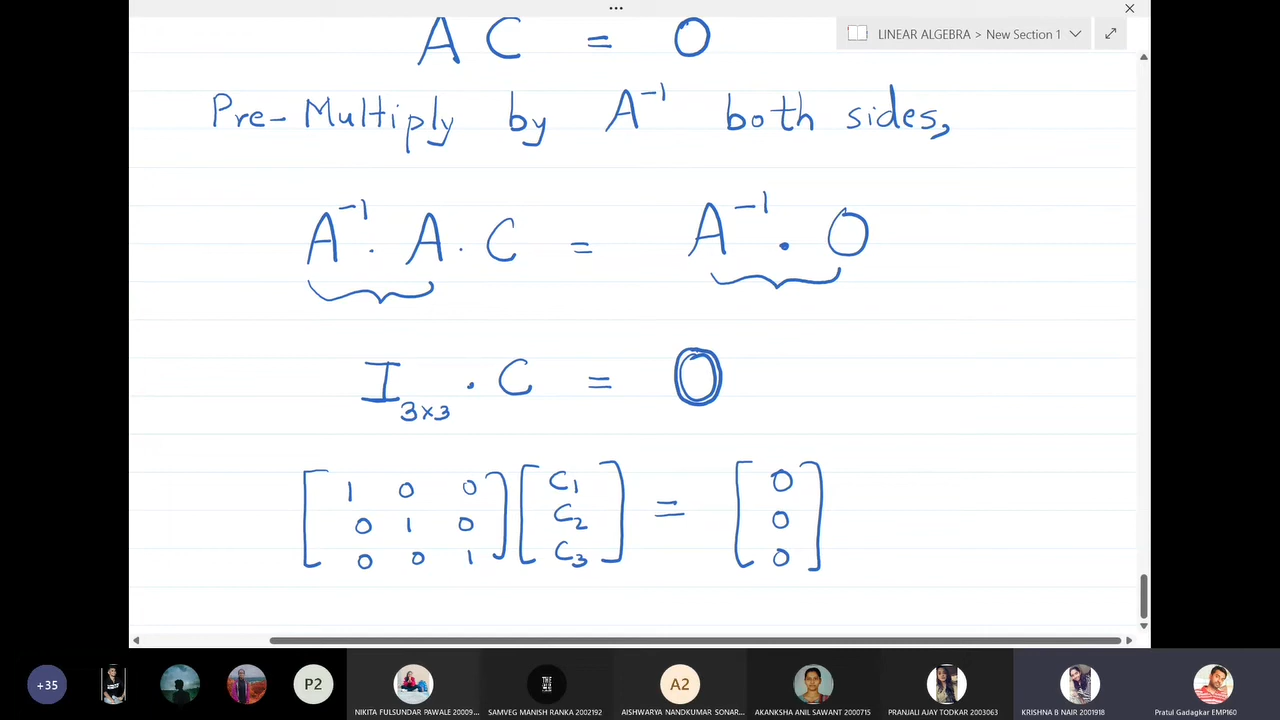 LINEAR ALGEBRA > New Section 1
A C = O
Pre-Multiply by A⁻¹ both sides,
A⁻¹ . A . C = A⁻¹ . O
I₃ₓ₃ . C = O
[1 0 0] [C₁] = [0]
[0 1 0] [C₂] [0]
[0 0 1] [C₃] [0]
+35 P2 A2
NIKITA FULSUNDAR PAWALE 20009... SAMVEG MANISH RANKA 2002192 AISHWARYA NANDKUMAR SONAR... AKANKSHA ANIL SAWANT 2000715 PRANJALI AJAY TODKAR 2003063 KRISHNA B NAIR 2001918 Pratul Gadagkar EMP160